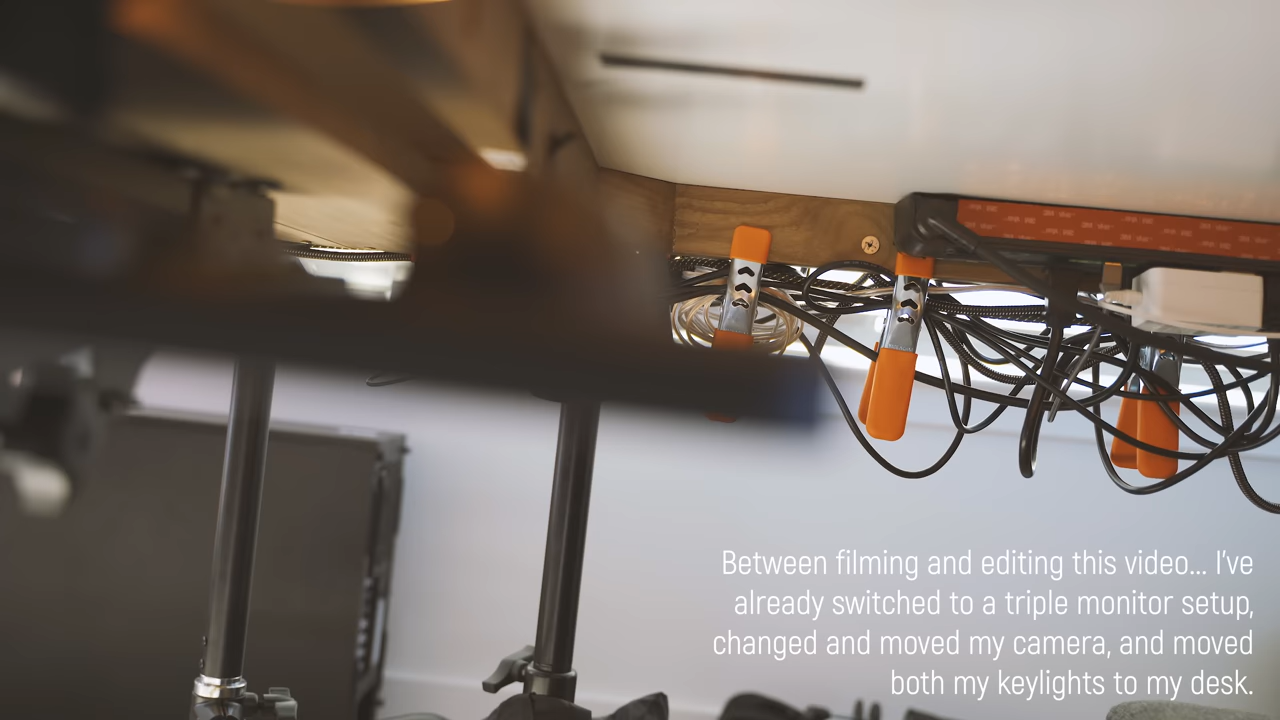 Between filming and editing this video... I've
already switched to a triple monitor setup,
changed and moved my camera, and moved
both my keylights to my desk.